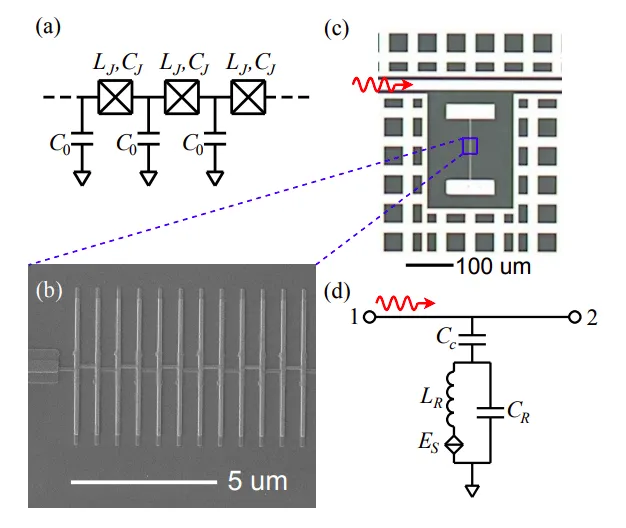 (a)
L_J,C_J L_J,C_J L_J,C_J
C_0 C_0 C_0
(c)
100 um
(b)
5 um
(d)
1 2
C_c
L_R
C_R
E_S